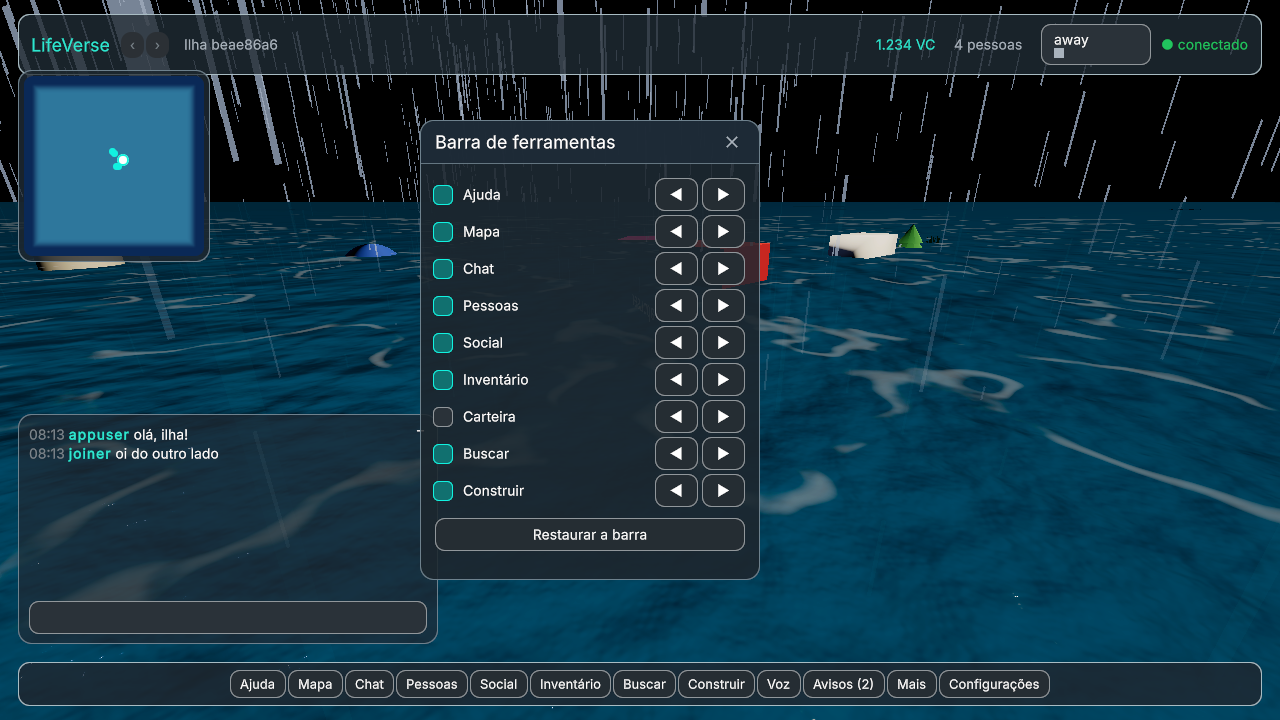 LifeVerse ‹ › Ilha beae86a6 1.234 VC 4 pessoas away conectado
Barra de ferramentas ×
Ajuda ◀ ▶
Mapa ◀ ▶
Chat ◀ ▶
Pessoas ◀ ▶
Social ◀ ▶
Inventário ◀ ▶
Carteira ◀ ▶
Buscar ◀ ▶
Construir ◀ ▶
Restaurar a barra
08:13 appuser olá, ilha!
08:13 joiner oi do outro lado
Ajuda Mapa Chat Pessoas Social Inventário Buscar Construir Voz Avisos (2) Mais Configurações